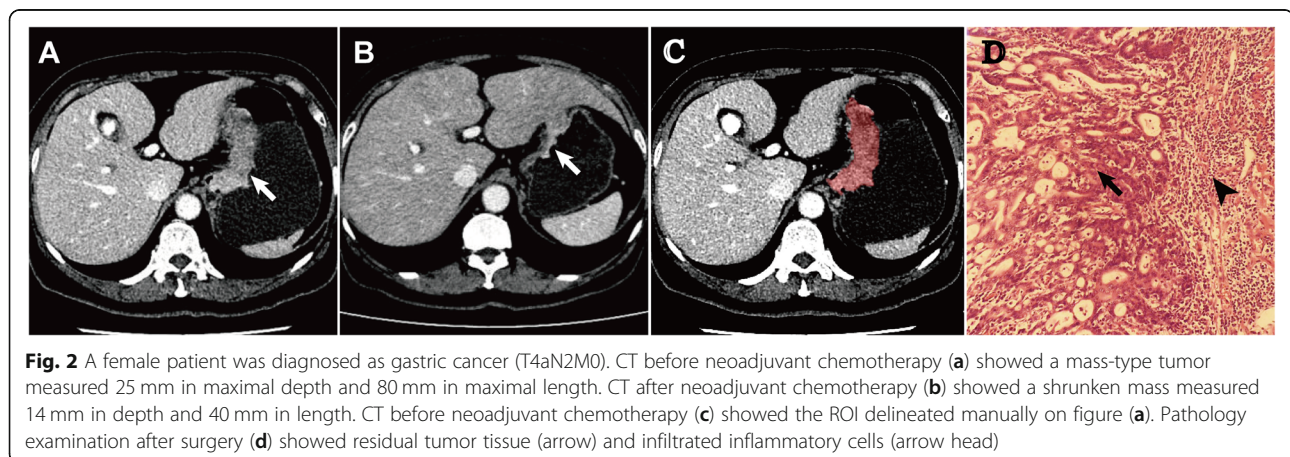 A
B
C
D
Fig. 2 A female patient was diagnosed as gastric cancer (T4aN2M0). CT before neoadjuvant chemotherapy (a) showed a mass-type tumor
measured 25 mm in maximal depth and 80 mm in maximal length. CT after neoadjuvant chemotherapy (b) showed a shrunken mass measured
14 mm in depth and 40 mm in length. CT before neoadjuvant chemotherapy (c) showed the ROI delineated manually on figure (a). Pathology
examination after surgery (d) showed residual tumor tissue (arrow) and infiltrated inflammatory cells (arrow head)